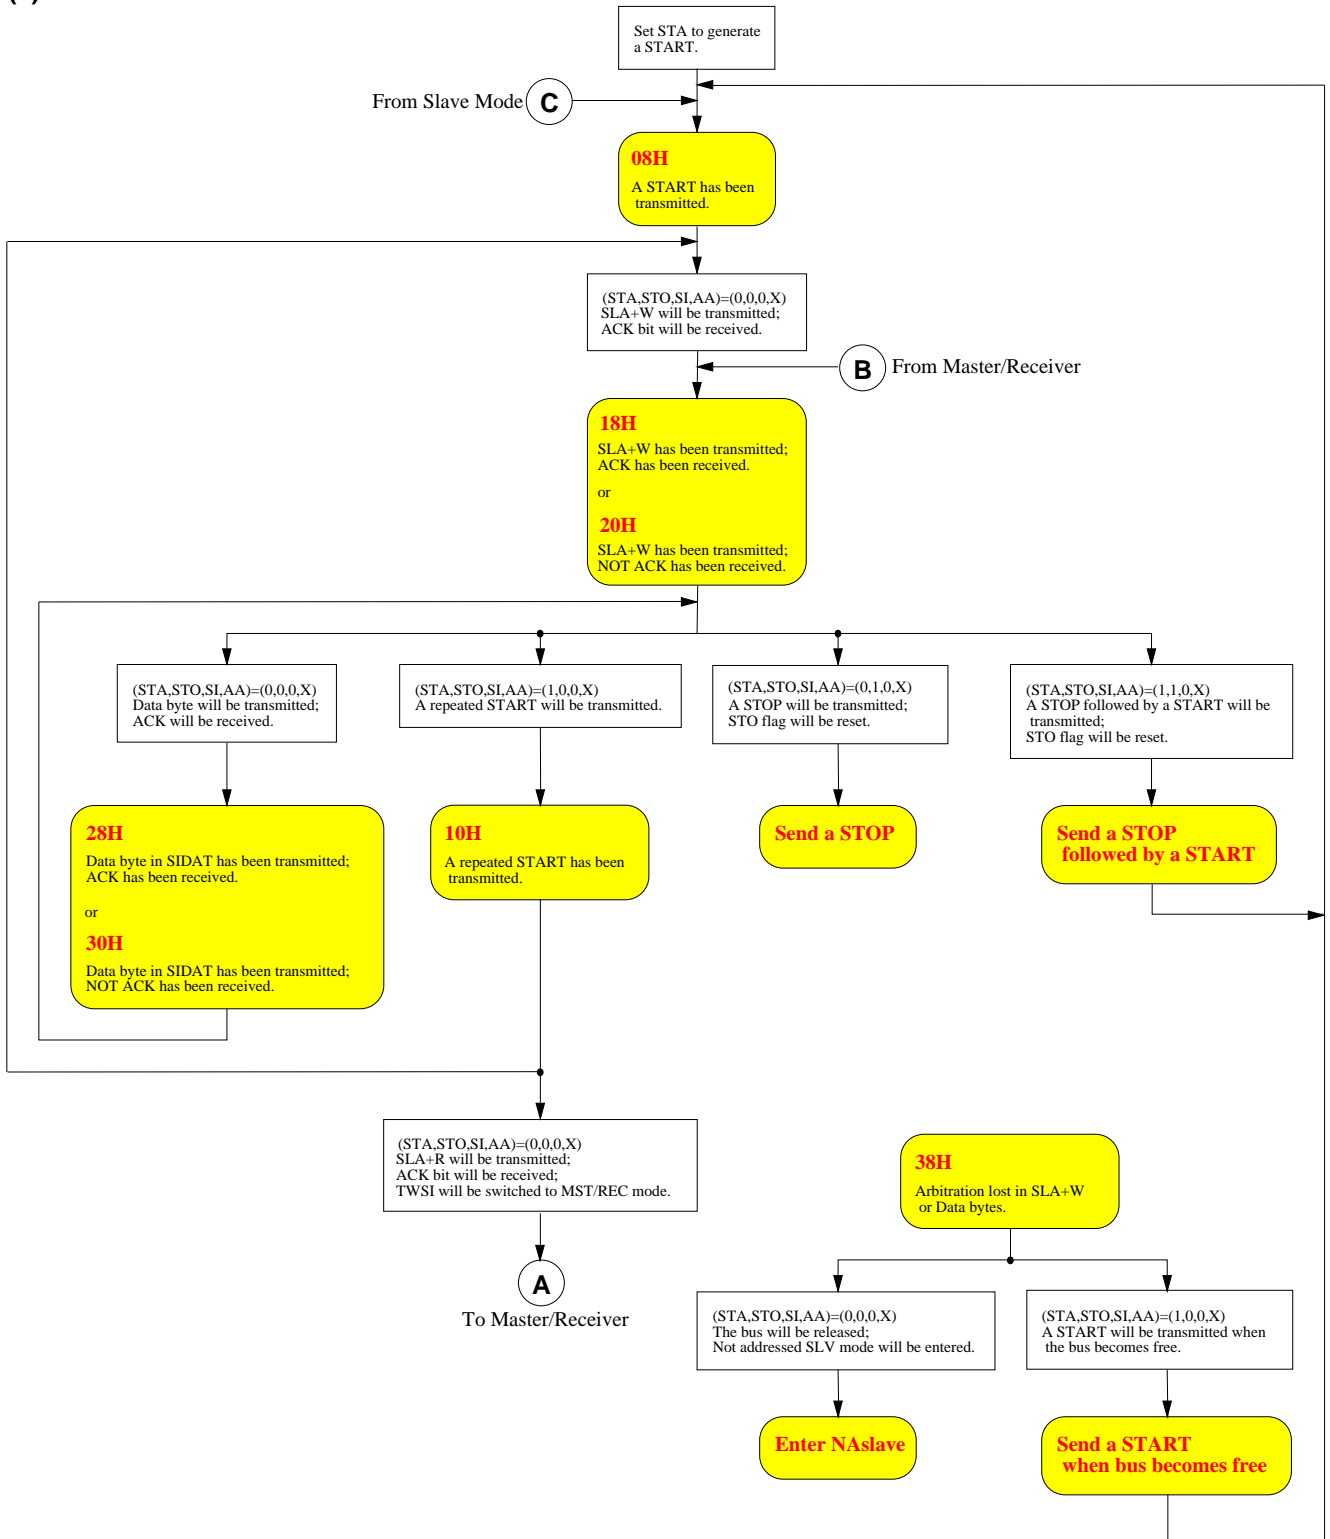 Set STA to generate
a START.
From Slave Mode
C
08H
A START has been
transmitted.
(STA,STO,SI,AA)=(0,0,0,X)
SLA+W will be transmitted;
ACK bit will be received.
B
From Master/Receiver
18H
SLA+W has been transmitted;
ACK has been received.
or
20H
SLA+W has been transmitted;
NOT ACK has been received.
(STA,STO,SI,AA)=(0,0,0,X)
Data byte will be transmitted;
ACK will be received.
(STA,STO,SI,AA)=(1,0,0,X)
A repeated START will be transmitted.
(STA,STO,SI,AA)=(0,1,0,X)
A STOP will be transmitted;
STO flag will be reset.
(STA,STO,SI,AA)=(1,1,0,X)
A STOP followed by a START will be
transmitted;
STO flag will be reset.
28H
Data byte in SIDAT has been transmitted;
ACK has been received.
or
30H
Data byte in SIDAT has been transmitted;
NOT ACK has been received.
10H
A repeated START has been
transmitted.
Send a STOP
Send a STOP
followed by a START
(STA,STO,SI,AA)=(0,0,0,X)
SLA+R will be transmitted;
ACK bit will be received;
TWSI will be switched to MST/REC mode.
A
To Master/Receiver
38H
Arbitration lost in SLA+W
or Data bytes.
(STA,STO,SI,AA)=(0,0,0,X)
The bus will be released;
Not addressed SLV mode will be entered.
(STA,STO,SI,AA)=(1,0,0,X)
A START will be transmitted when
the bus becomes free.
Enter NAslave
Send a START
when bus becomes free